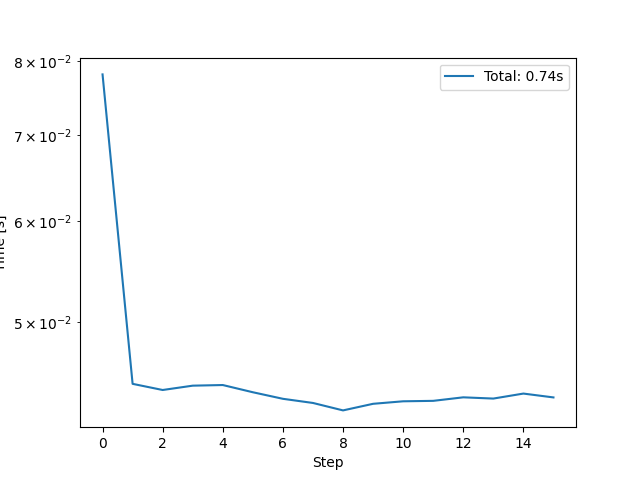 8 × 10⁻²
7 × 10⁻²
6 × 10⁻²
5 × 10⁻²
Total: 0.74s
Time [s]
0 2 4 6 8 10 12 14
Step